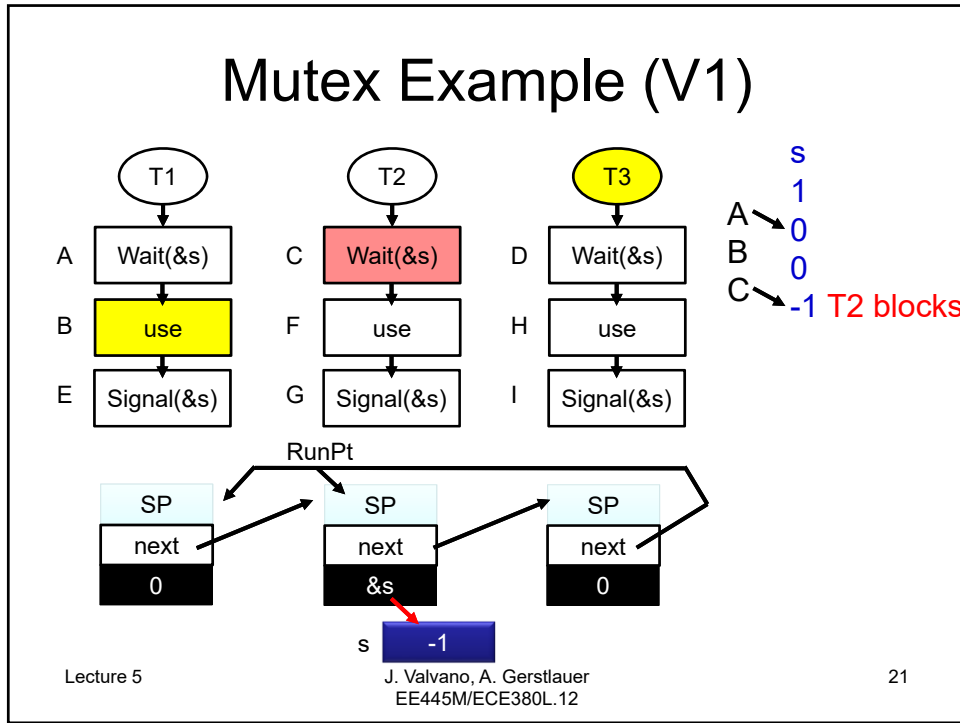 Mutex Example (V1)
T1
T2
T3
A
Wait(&s)
C
Wait(&s)
D
Wait(&s)
B
use
F
use
H
use
E
Signal(&s)
G
Signal(&s)
I
Signal(&s)
s
1
A
0
B
0
C
-1 T2 blocks
RunPt
SP
SP
SP
next
next
next
0
&s
0
s
-1
Lecture 5
J. Valvano, A. Gerstlauer
EE445M/ECE380L.12
21